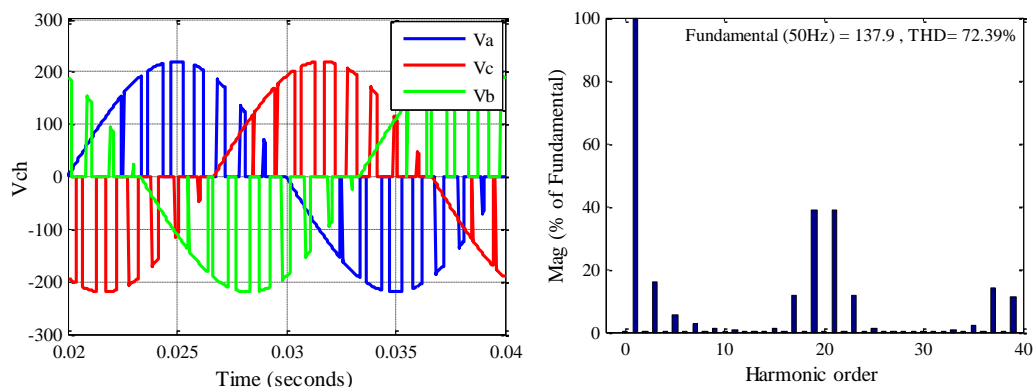 300
200
100
0
-100
-200
-300
Vch
0.02 0.025 0.03 0.035 0.04
Time (seconds)
Va
Vc
Vb
Fundamental (50Hz) = 137.9 , THD= 72.39%
100
80
60
40
20
0
Mag (% of Fundamental)
0 10 20 30 40
Harmonic order